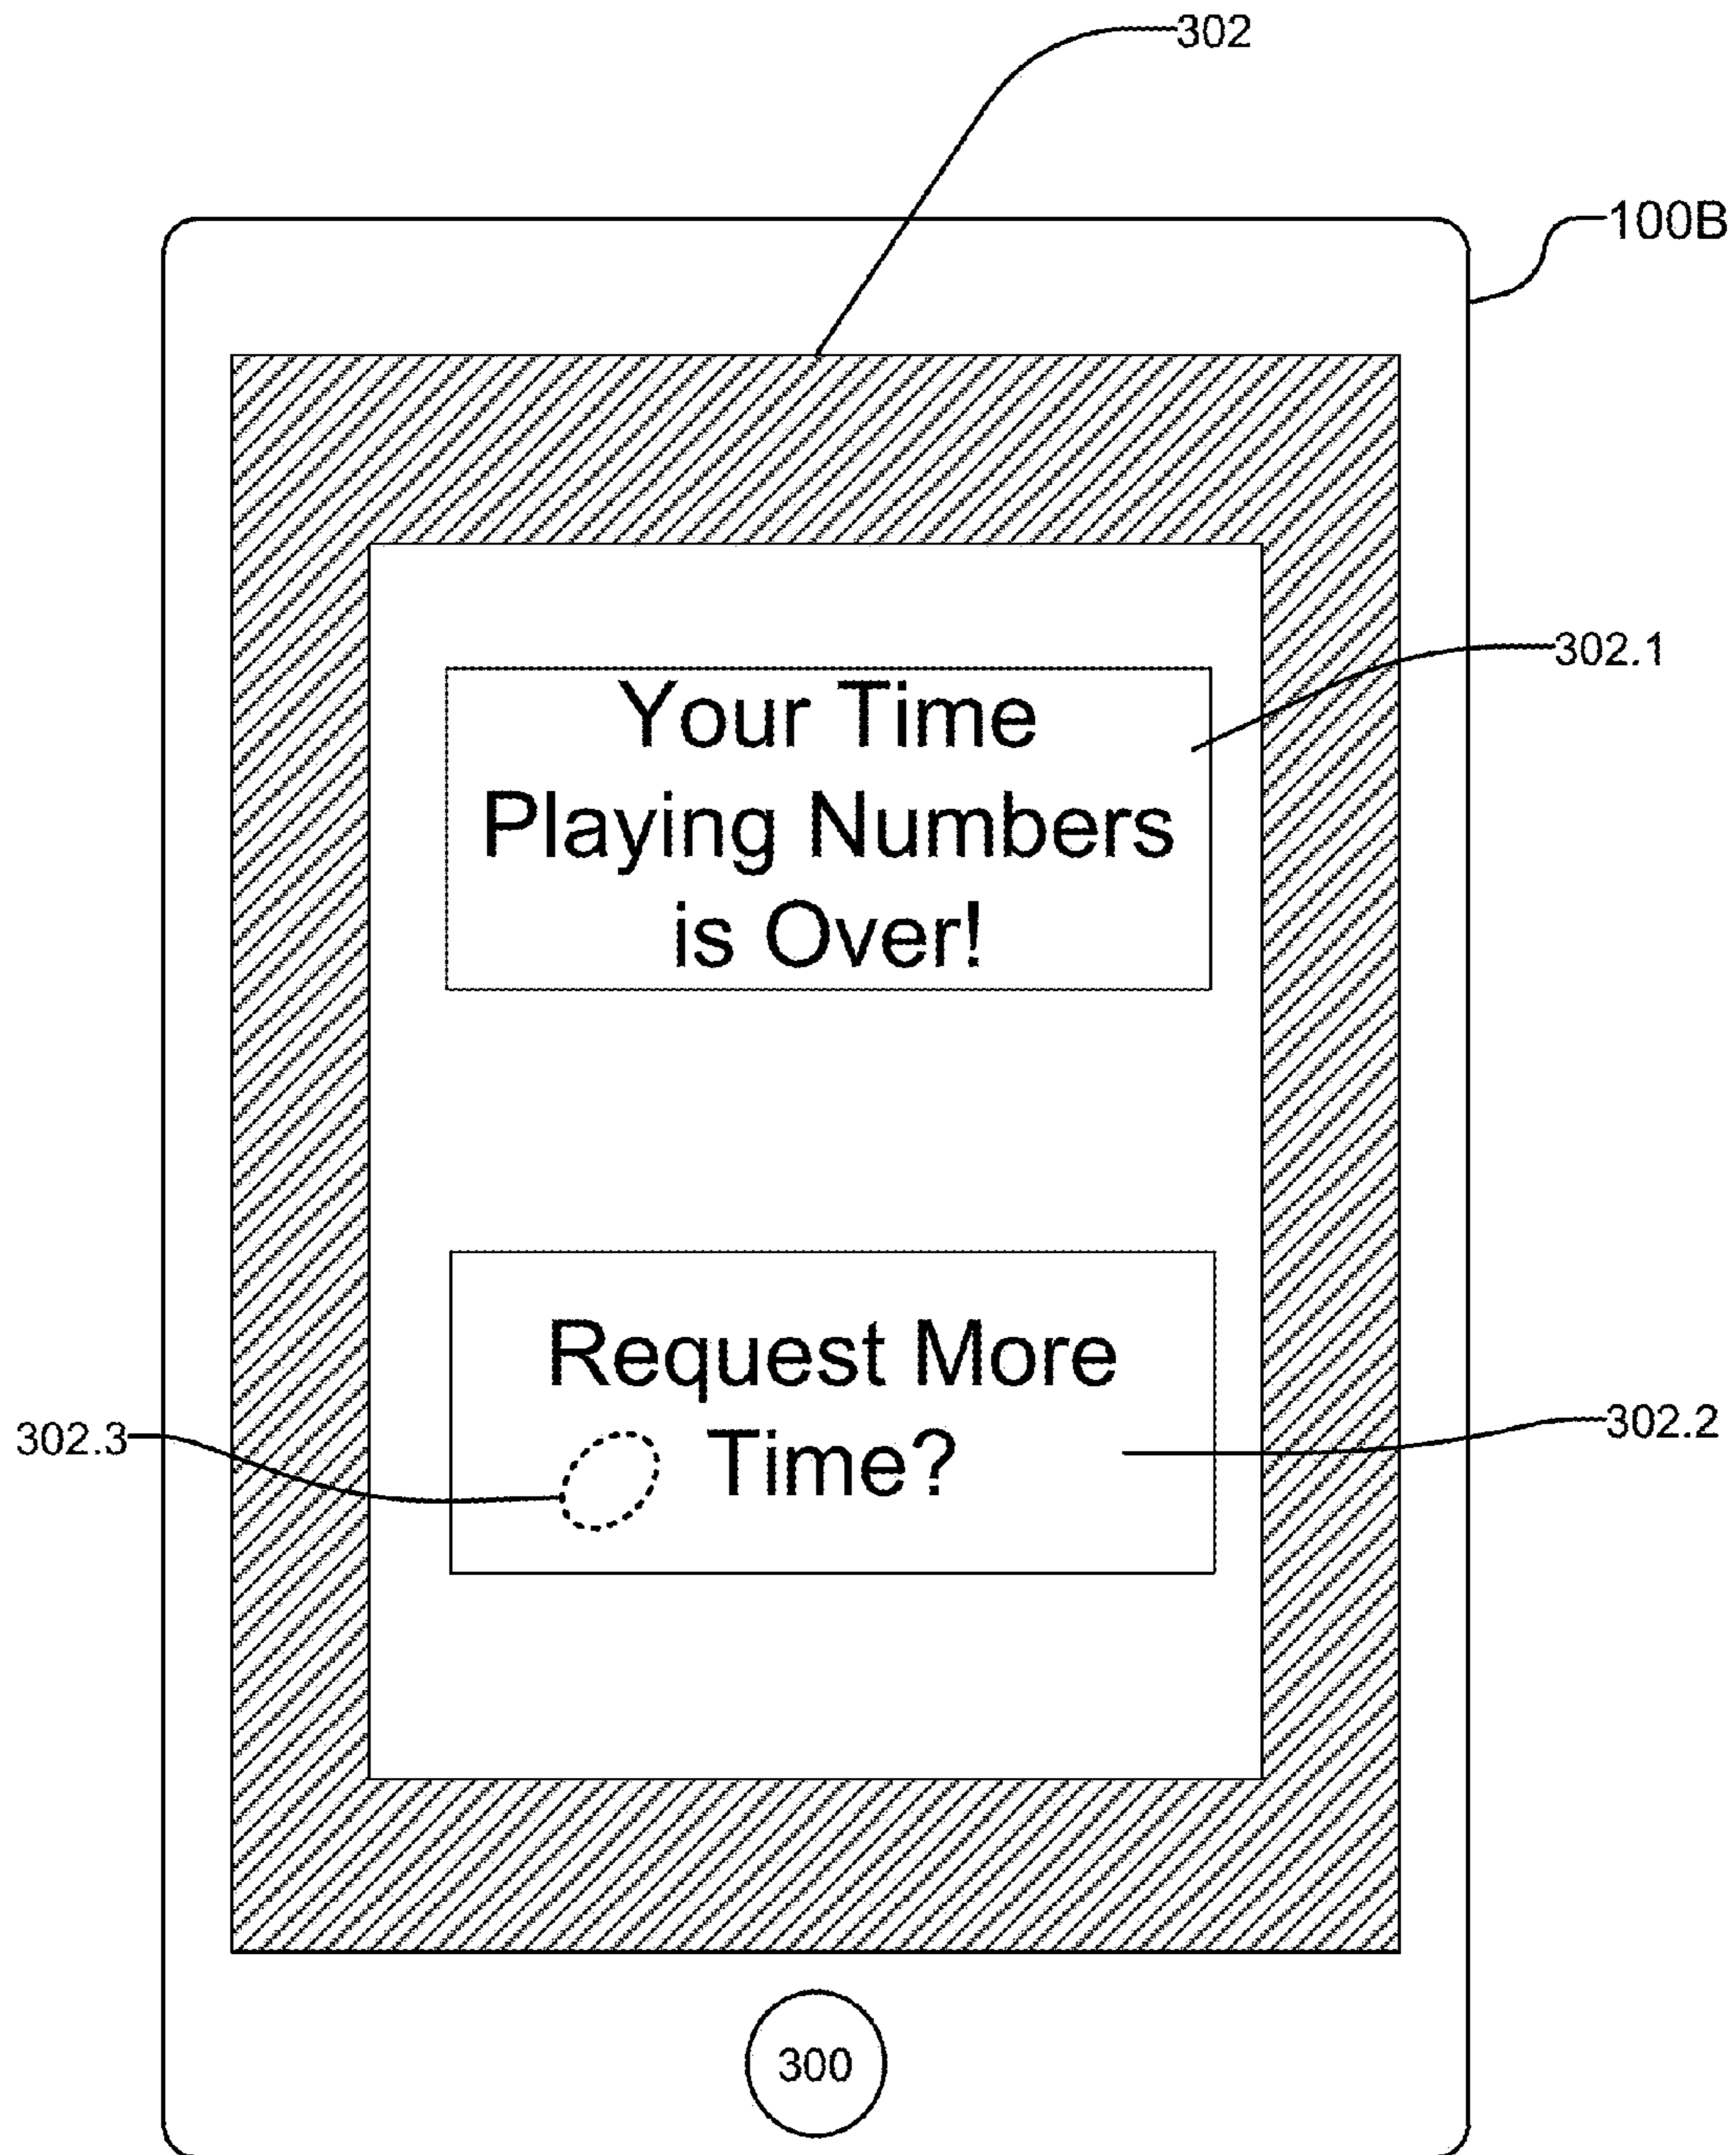 302
100B
302.1
Your Time
Playing Numbers
is Over!
Request More
Time?
302.3
302.2
300